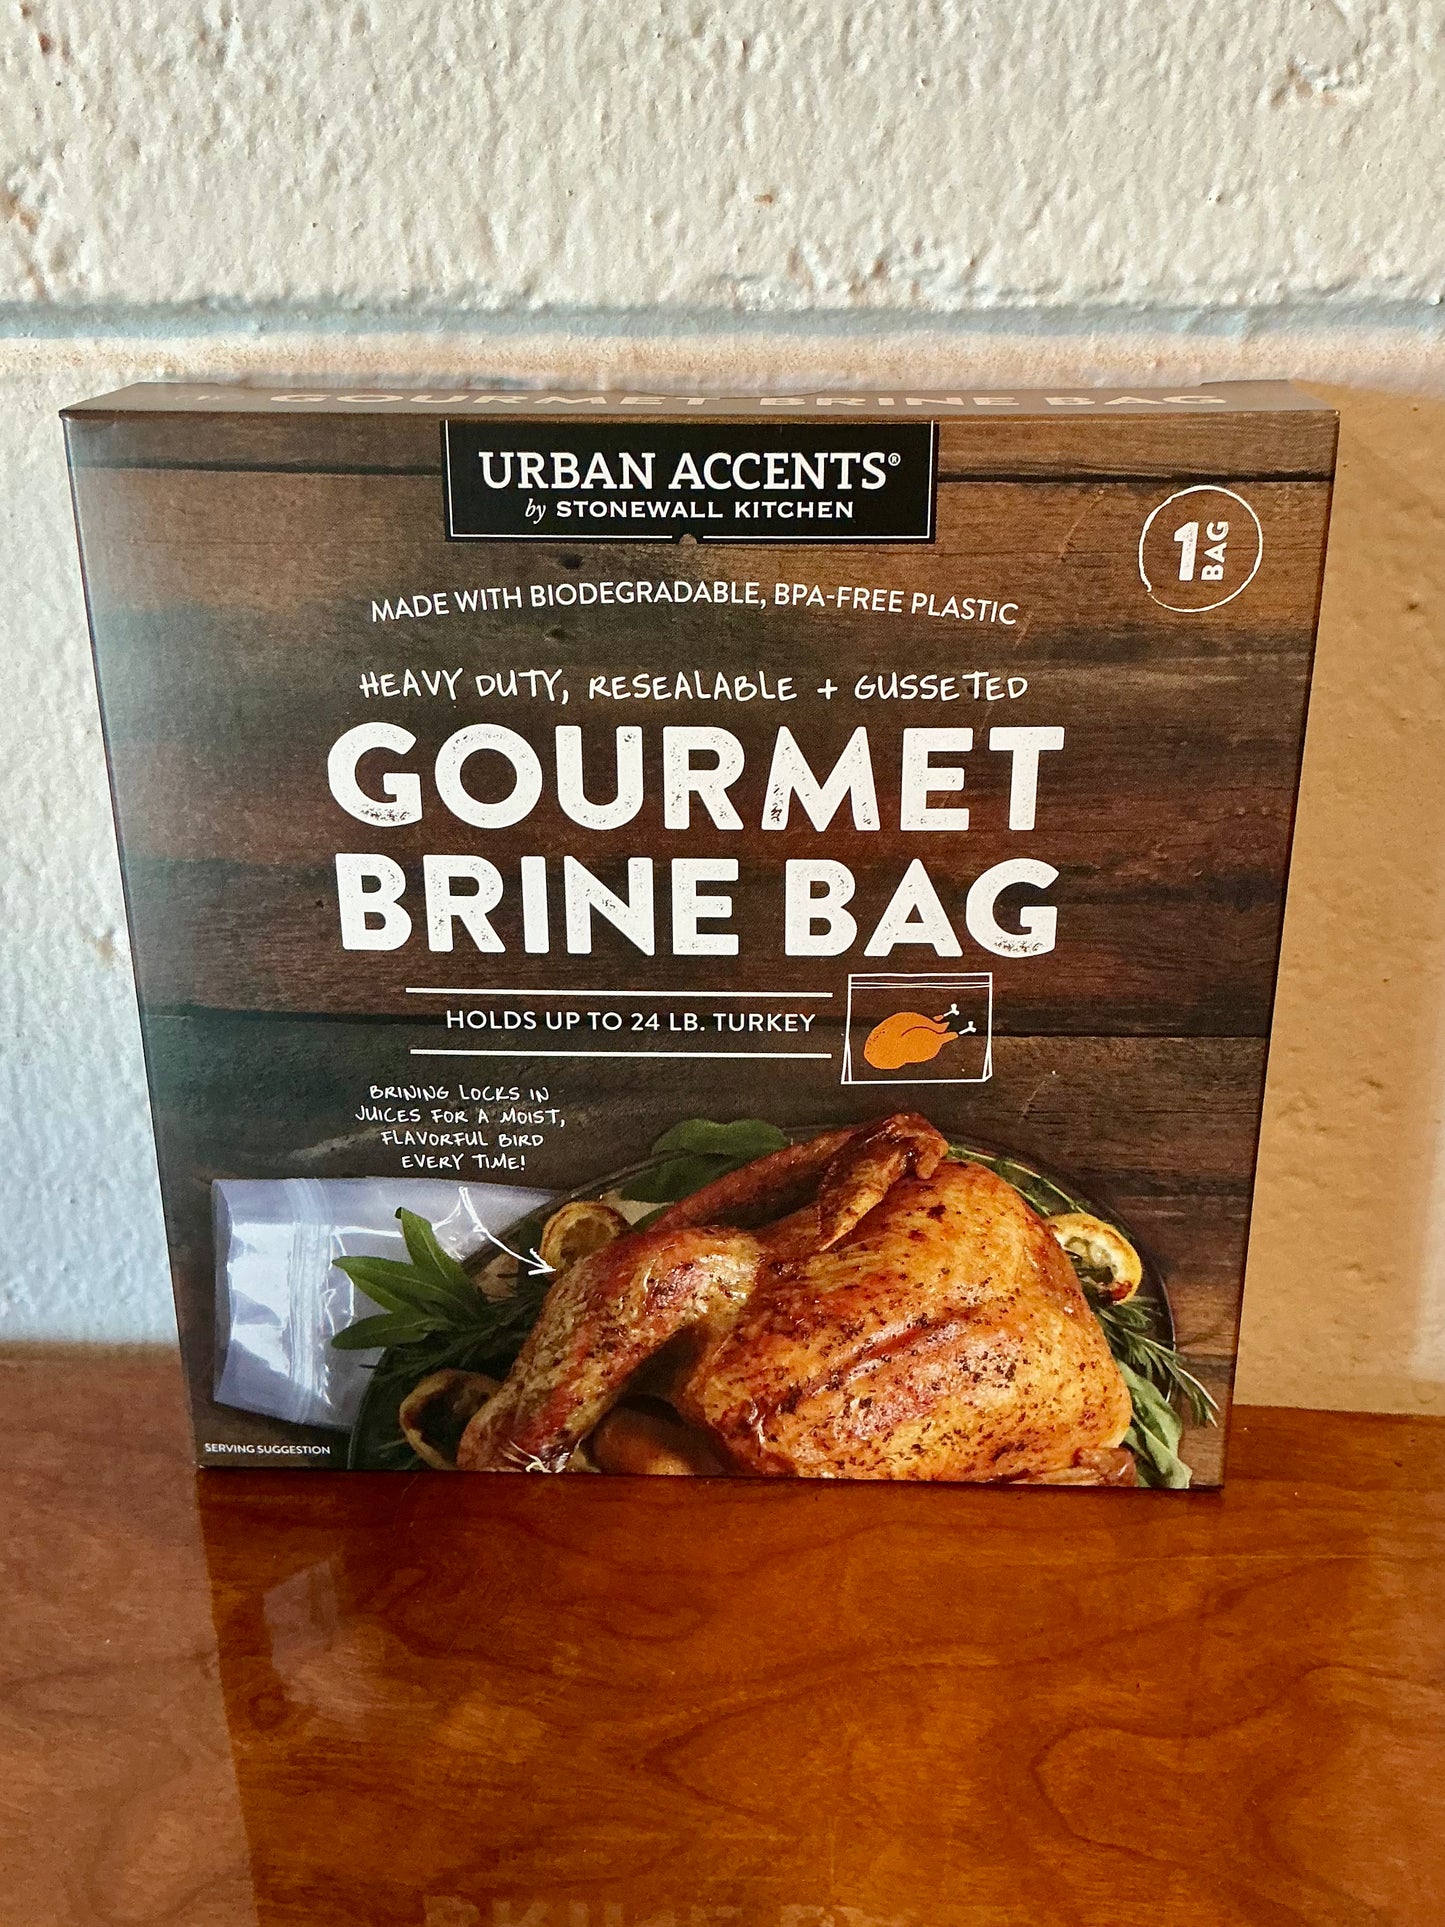 GOURMET BRINE BAG
URBAN ACCENTS®
by STONEWALL KITCHEN
1 BAG
MADE WITH BIODEGRADABLE, BPA-FREE PLASTIC
HEAVY DUTY, RESEALABLE + GUSSETED
GOURMET
BRINE BAG
HOLDS UP TO 24 LB. TURKEY
BRINING LOCKS IN
JUICES FOR A MOIST,
FLAVORFUL BIRD
EVERY TIME!
SERVING SUGGESTION